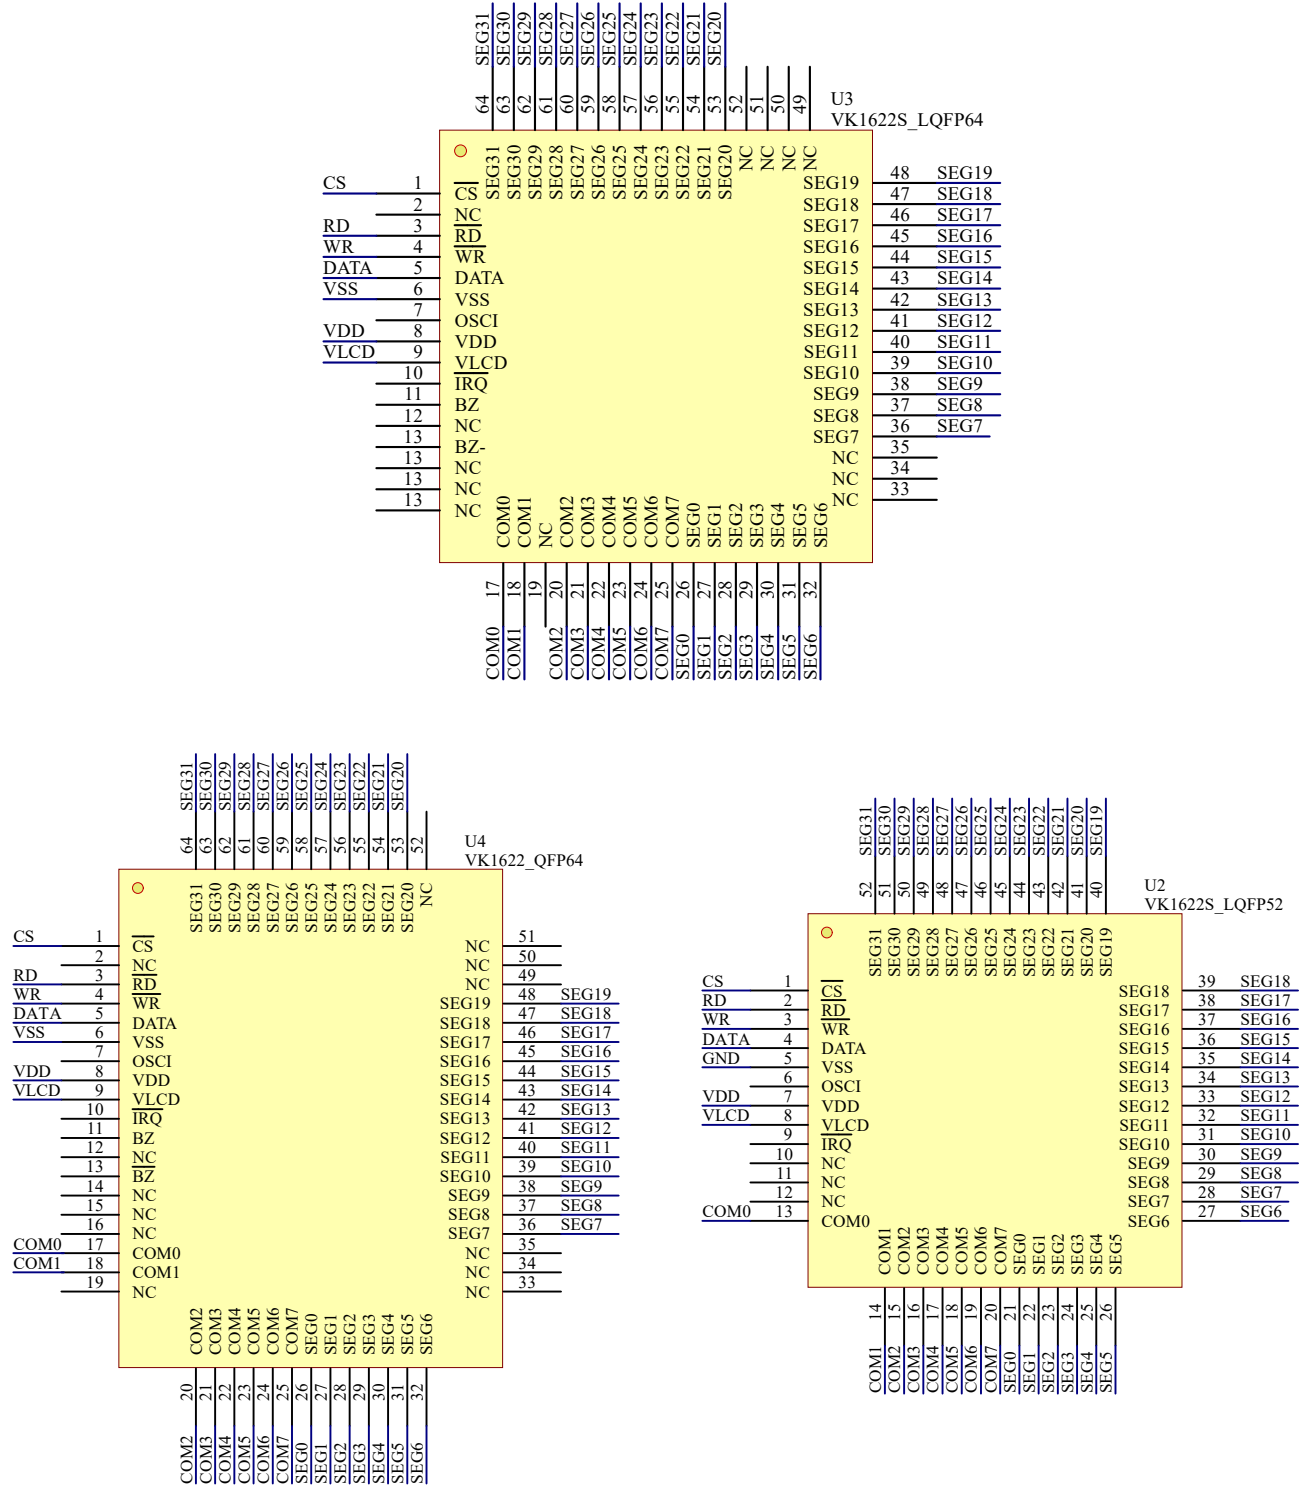 SEG31 SEG30 SEG29 SEG28 SEG27 SEG26 SEG25 SEG24 SEG23 SEG22 SEG21 SEG20
64 63 62 61 60 59 58 57 56 55 54 53 52 51 50 49
U3
VK1622S_LQFP64
SEG31 SEG30 SEG29 SEG28 SEG27 SEG26 SEG25 SEG24 SEG23 SEG22 SEG21 SEG20 NC NC NC NC
CS 1 CS
2 NC
RD 3 RD
WR 4 WR
DATA 5 DATA
VSS 6 VSS
7 OSCI
VDD 8 VDD
VLCD 9 VLCD
10 IRQ
11 BZ
12 NC
13 BZ-
13 NC
13 NC
13 NC
SEG19 48 SEG19
SEG18 47 SEG18
SEG17 46 SEG17
SEG16 45 SEG16
SEG15 44 SEG15
SEG14 43 SEG14
SEG13 42 SEG13
SEG12 41 SEG12
SEG11 40 SEG11
SEG10 39 SEG10
SEG9 38 SEG9
SEG8 37 SEG8
SEG7 36 SEG7
NC 35
NC 34
NC 33
COM0 COM1 NC COM2 COM3 COM4 COM5 COM6 COM7 SEG0 SEG1 SEG2 SEG3 SEG4 SEG5 SEG6
17 18 19 20 21 22 23 24 25 26 27 28 29 30 31 32
COM0 COM1 COM2 COM3 COM4 COM5 COM6 COM7 SEG0 SEG1 SEG2 SEG3 SEG4 SEG5 SEG6
SEG31 SEG30 SEG29 SEG28 SEG27 SEG26 SEG25 SEG24 SEG23 SEG22 SEG21 SEG20
64 63 62 61 60 59 58 57 56 55 54 53 52
U4
VK1622_QFP64
SEG31 SEG30 SEG29 SEG28 SEG27 SEG26 SEG25 SEG24 SEG23 SEG22 SEG21 SEG20 NC
CS 1 CS
2 NC
RD 3 RD
WR 4 WR
DATA 5 DATA
VSS 6 VSS
7 OSCI
VDD 8 VDD
VLCD 9 VLCD
10 IRQ
11 BZ
12 NC
13 BZ
14 NC
15 NC
16 NC
COM0 17 COM0
COM1 18 COM1
19 NC
NC 51
NC 50
NC 49
SEG19 48 SEG19
SEG18 47 SEG18
SEG17 46 SEG17
SEG16 45 SEG16
SEG15 44 SEG15
SEG14 43 SEG14
SEG13 42 SEG13
SEG12 41 SEG12
SEG11 40 SEG11
SEG10 39 SEG10
SEG9 38 SEG9
SEG8 37 SEG8
SEG7 36 SEG7
NC 35
NC 34
NC 33
COM2 COM3 COM4 COM5 COM6 COM7 SEG0 SEG1 SEG2 SEG3 SEG4 SEG5 SEG6
20 21 22 23 24 25 26 27 28 29 30 31 32
COM2 COM3 COM4 COM5 COM6 COM7 SEG0 SEG1 SEG2 SEG3 SEG4 SEG5 SEG6
SEG31 SEG30 SEG29 SEG28 SEG27 SEG26 SEG25 SEG24 SEG23 SEG22 SEG21 SEG20 SEG19
52 51 50 49 48 47 46 45 44 43 42 41 40
U2
VK1622S_LQFP52
SEG31 SEG30 SEG29 SEG28 SEG27 SEG26 SEG25 SEG24 SEG23 SEG22 SEG21 SEG20 SEG19
CS 1 CS
RD 2 RD
WR 3 WR
DATA 4 DATA
GND 5 VSS
6 OSCI
VDD 7 VDD
VLCD 8 VLCD
9 IRQ
10 NC
11 NC
12 NC
COM0 13 COM0
SEG18 39 SEG18
SEG17 38 SEG17
SEG16 37 SEG16
SEG15 36 SEG15
SEG14 35 SEG14
SEG13 34 SEG13
SEG12 33 SEG12
SEG11 32 SEG11
SEG10 31 SEG10
SEG9 30 SEG9
SEG8 29 SEG8
SEG7 28 SEG7
SEG6 27 SEG6
COM1 COM2 COM3 COM4 COM5 COM6 COM7 SEG0 SEG1 SEG2 SEG3 SEG4 SEG5
14 15 16 17 18 19 20 21 22 23 24 25 26
COM1 COM2 COM3 COM4 COM5 COM6 COM7 SEG0 SEG1 SEG2 SEG3 SEG4 SEG5